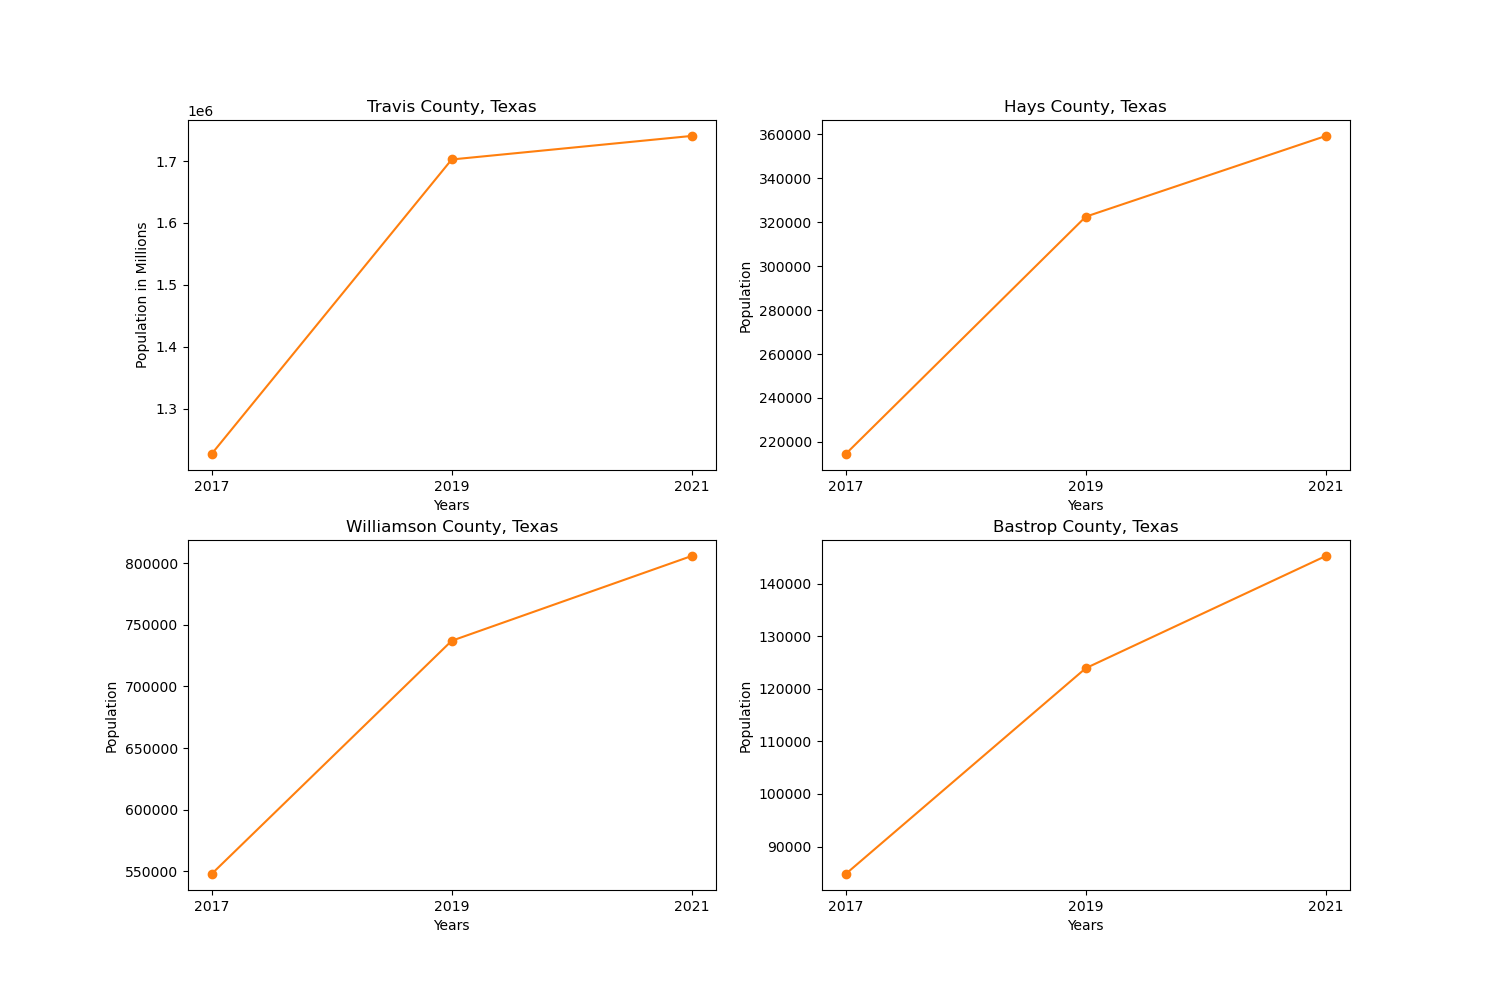 Travis County, Texas
1e6
1.7
1.6
1.5
1.4
1.3
Population in Millions
2017 2019 2021
Years
Hays County, Texas
360000
340000
320000
300000
280000
260000
240000
220000
Population
2017 2019 2021
Years
Williamson County, Texas
800000
750000
700000
650000
600000
550000
Population
2017 2019 2021
Years
Bastrop County, Texas
140000
130000
120000
110000
100000
90000
Population
2017 2019 2021
Years